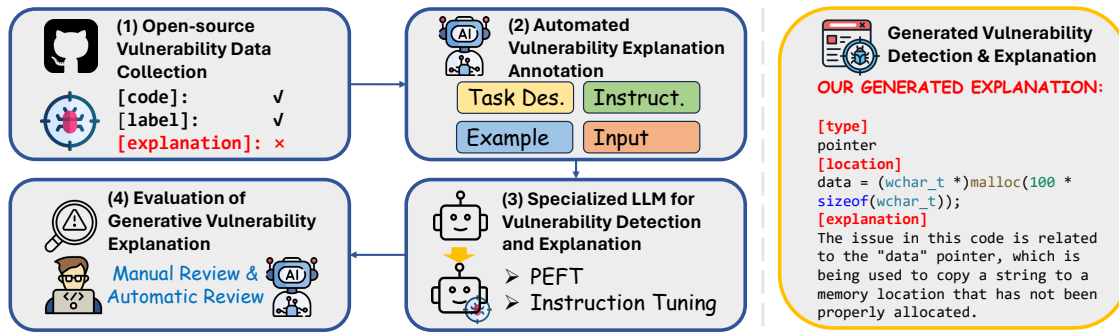 (1) Open-source
Vulnerability Data
Collection
[code]: √
[label]: √
[explanation]: ×
(2) Automated
Vulnerability Explanation
Annotation
AI
Task Des.
Instruct.
Example
Input
(3) Specialized LLM for
Vulnerability Detection
and Explanation
➢ PEFT
➢ Instruction Tuning
(4) Evaluation of
Generative Vulnerability
Explanation
Manual Review &
Automatic Review
AI
Generated Vulnerability
Detection & Explanation
OUR GENERATED EXPLANATION:
[type]
pointer
[location]
data = (wchar_t *)malloc(100 *
sizeof(wchar_t));
[explanation]
The issue in this code is related
to the "data" pointer, which is
being used to copy a string to a
memory location that has not been
properly allocated.